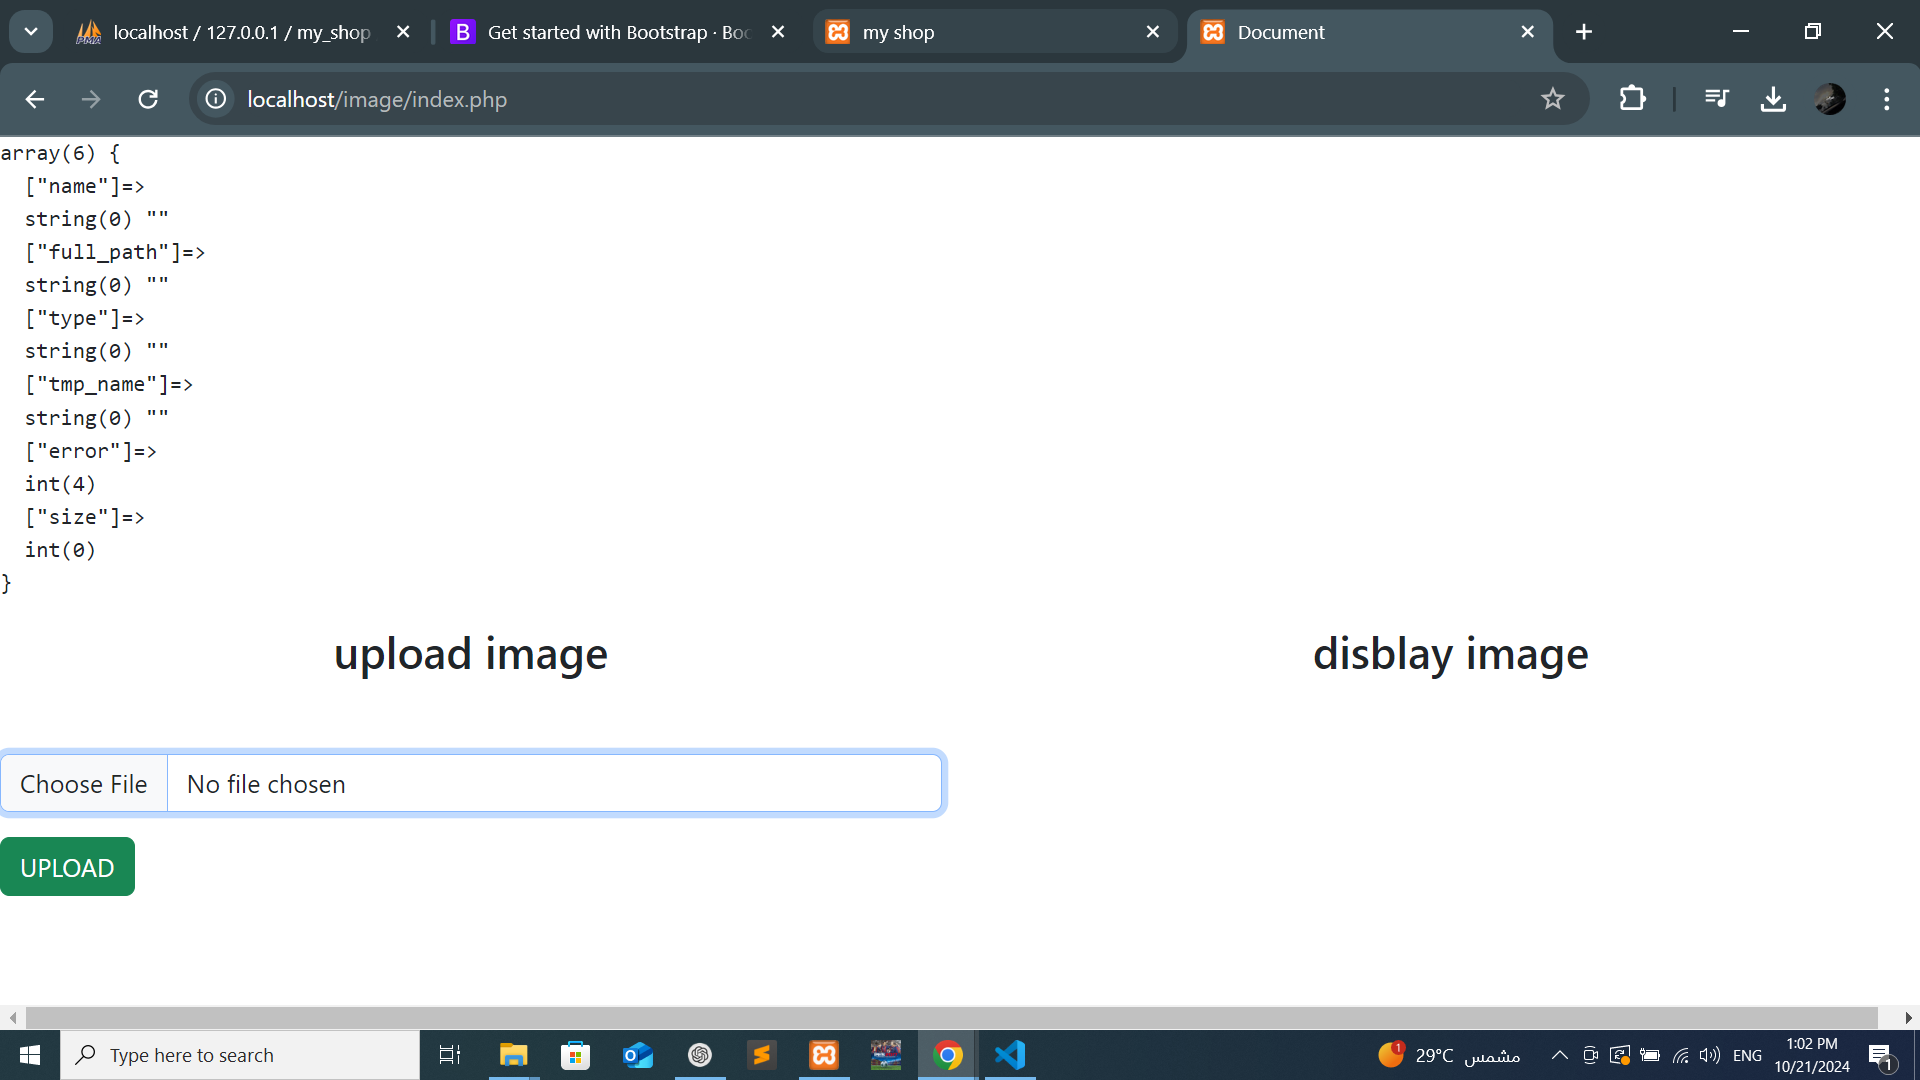 localhost / 127.0.0.1 / my_shop
Get started with Bootstrap · Boo
my shop
Document
localhost/image/index.php
array(6) {
["name"]=>
string(0) ""
["full_path"]=>
string(0) ""
["type"]=>
string(0) ""
["tmp_name"]=>
string(0) ""
["error"]=>
int(4)
["size"]=>
int(0)
}
upload image
disblay image
Choose File
No file chosen
UPLOAD
Type here to search
1
29°C مشمس
ENG
1:02 PM
10/21/2024
1